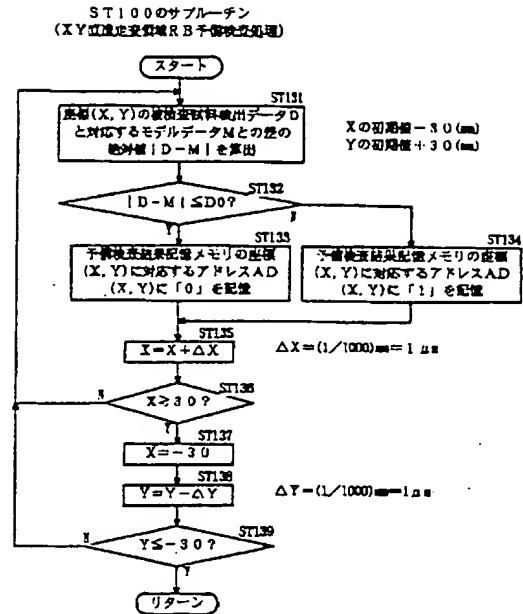 ST100のサブルーチン
(XY直進走査領域RB予備検査処理)
スタート
ST131
座標(X, Y)の被検査試料検出データD
と対応するモデルデータMとの差の
絶対値|D-M|を算出
Xの初期値-30(mm)
Yの初期値+30(mm)
ST132
|D-M|≦D0?
N
Y
ST133
予備検査結果記憶メモリの座標
(X, Y)に対応するアドレスAD
(X, Y)に「0」を記憶
ST134
予備検査結果記憶メモリの座標
(X, Y)に対応するアドレスAD
(X, Y)に「1」を記憶
ST135
X=X+ΔX
ΔX=(1/1000)mm=1μm
ST136
N
X≧30?
Y
ST137
X=-30
ST138
Y=Y-ΔY
ΔY=(1/1000)mm=1μm
ST139
N
Y≦-30?
Y
リターン